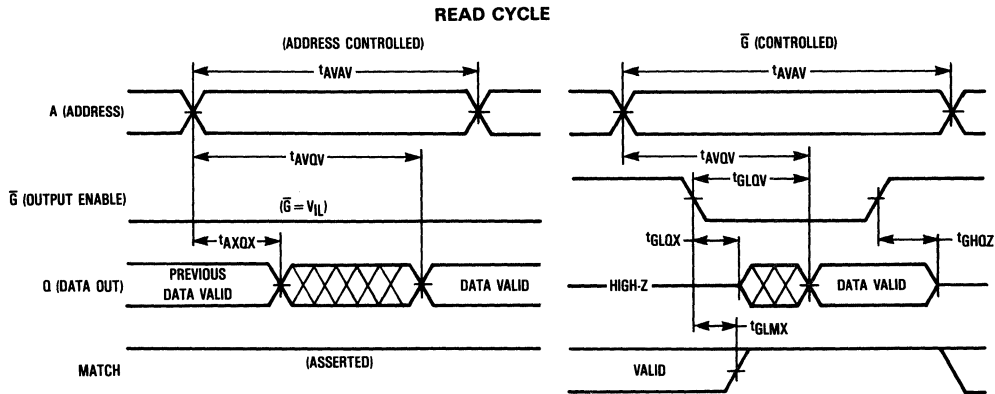 READ CYCLE
(ADDRESS CONTROLLED)
G̅ (CONTROLLED)
tAVAV
tAVAV
A (ADDRESS)
tAVQV
tAVQV
G̅ (OUTPUT ENABLE)
(G̅ = VIL)
tGLQV
tAXQX
tGLQX
tGHQZ
Q (DATA OUT)
PREVIOUS
DATA VALID
DATA VALID
HIGH-Z
DATA VALID
tGLMX
MATCH
(ASSERTED)
VALID